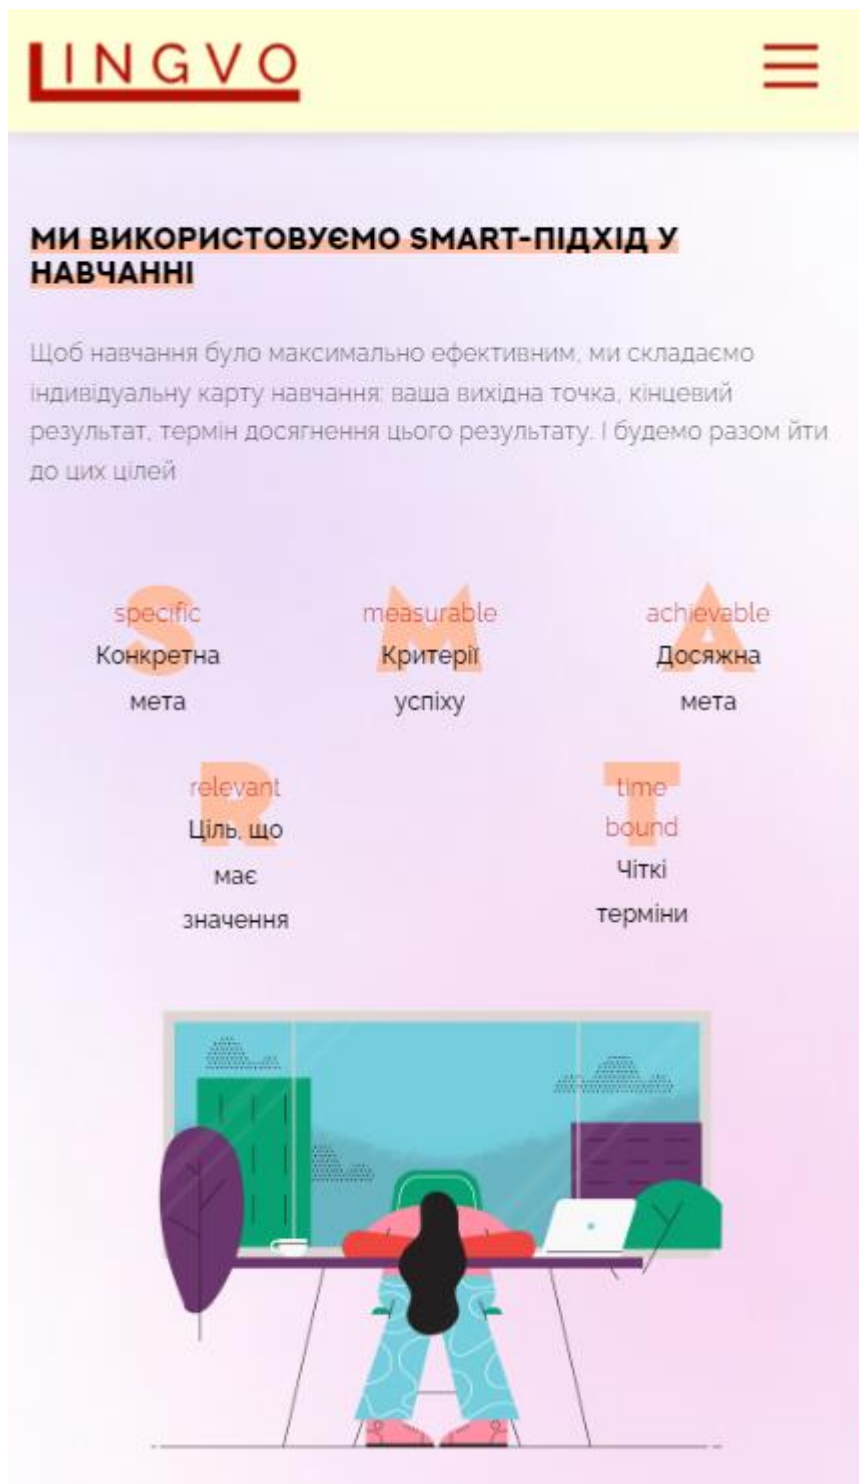 LINGVO
МИ ВИКОРИСТОВУЄМО SMART-ПІДХІД У
НАВЧАННІ
Щоб навчання було максимально ефективним, ми складаємо
індивідуальну карту навчання: ваша вихідна точка, кінцевий
результат, термін досягнення цього результату. І будемо разом йти
до цих цілей
S
specific
Конкретна
мета
M
measurable
Критерії
успіху
A
achievable
Досяжна
мета
R
relevant
Ціль, що
має
значення
T
time
bound
Чіткі
терміни